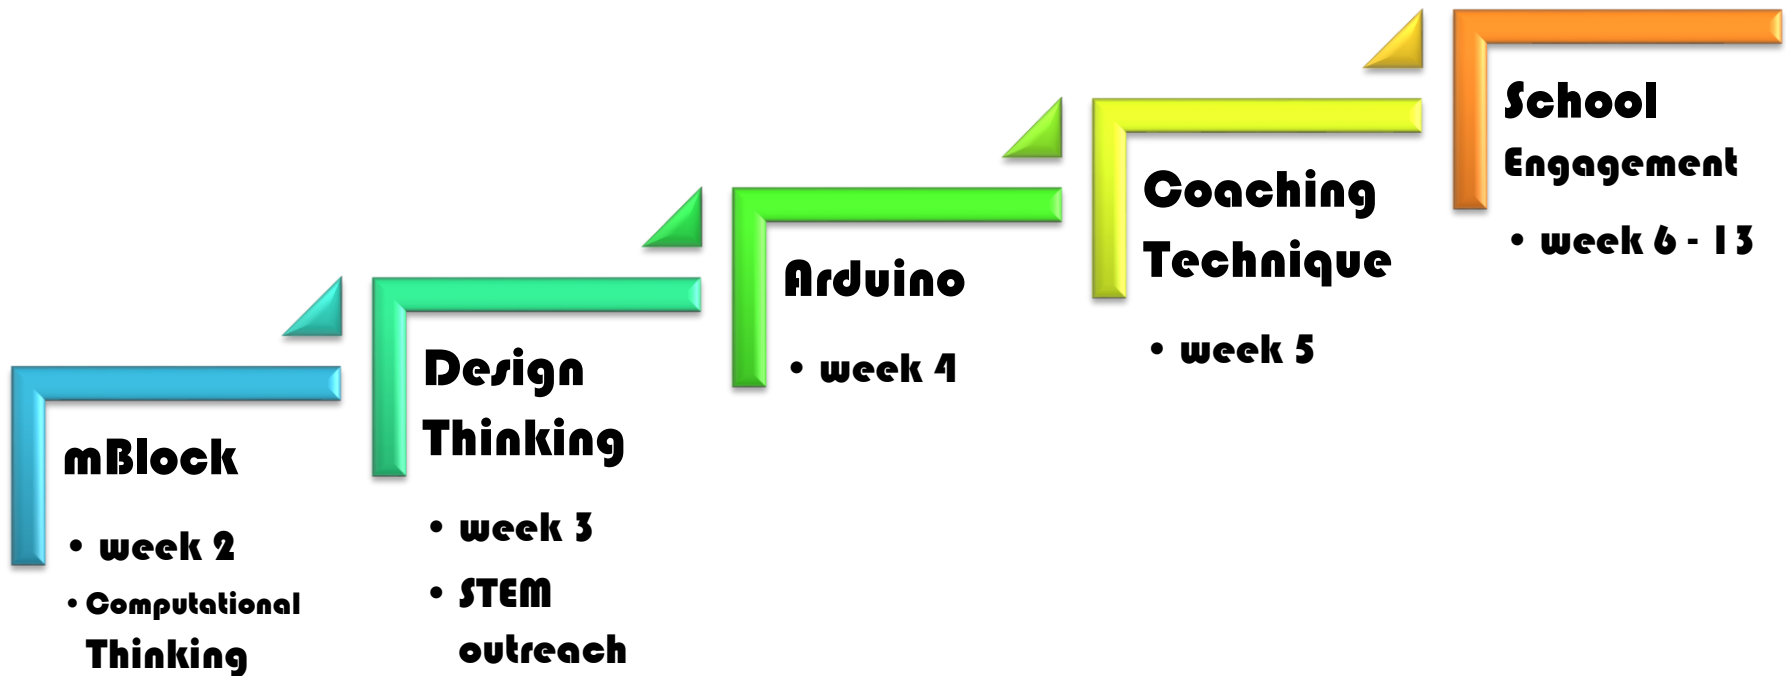 mBlock
• week 2
• Computational
Thinking
Design
Thinking
• week 3
• STEM
outreach
Arduino
• week 4
Coaching
Technique
• week 5
School
Engagement
• week 6 - 13